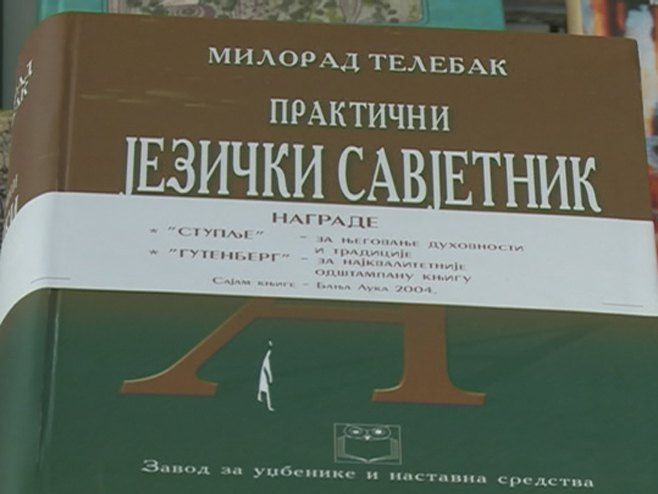 МИЛОРАД ТЕЛЕБАК
ПРАКТИЧНИ
ЈЕЗИЧКИ САВЈЕТНИК
НАГРАДЕ
* "СТУПЉЕ" – ЗА ЊЕГОВАЊЕ ДУХОВНОСТИ
И ТРАДИЦИЈЕ
* "ГУТЕНБЕРГ" – ЗА НАЈКВАЛИТЕТНИЈЕ
ОДШТАМПАНУ КЊИГУ
Сајам књиге – Бања Лука 2004.
А
Завод за уџбенике и наставна средства